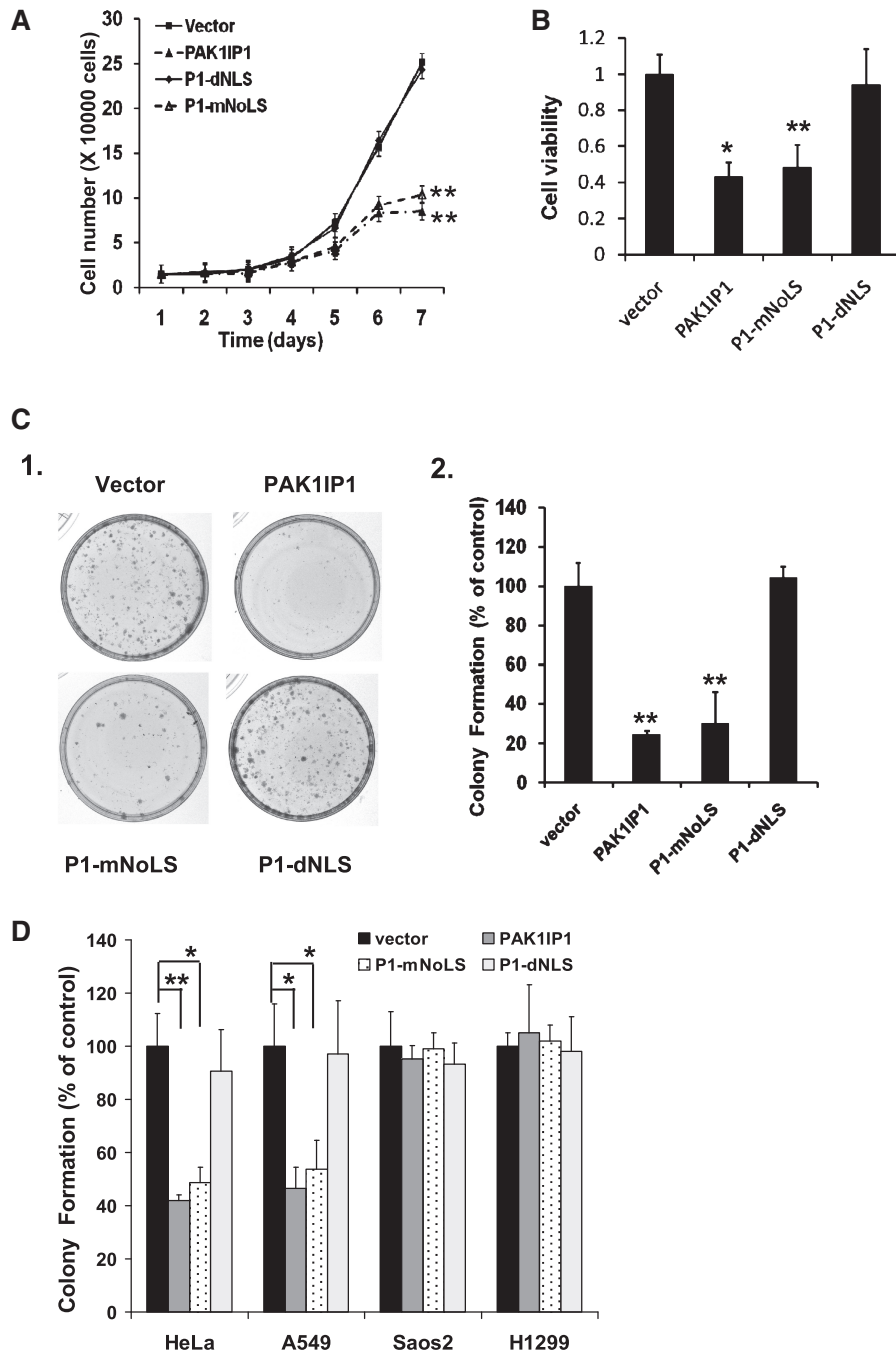 A
Cell number (X 10000 cells)
30
25
20
15
10
5
0
Vector
PAK1IP1
P1-dNLS
P1-mNoLS
**
**
1 2 3 4 5 6 7
Time (days)
B
Cell viability
1.2
1
0.8
0.6
0.4
0.2
0
*
**
vector
PAK1IP1
P1-mNoLS
P1-dNLS
C
1.
Vector PAK1IP1
P1-mNoLS P1-dNLS
2.
Colony Formation (% of control)
140
120
100
80
60
40
20
0
**
**
vector
PAK1IP1
P1-mNoLS
P1-dNLS
D
Colony Formation (% of control)
140
120
100
80
60
40
20
0
vector PAK1IP1
P1-mNoLS P1-dNLS
*
**
*
*
HeLa A549 Saos2 H1299